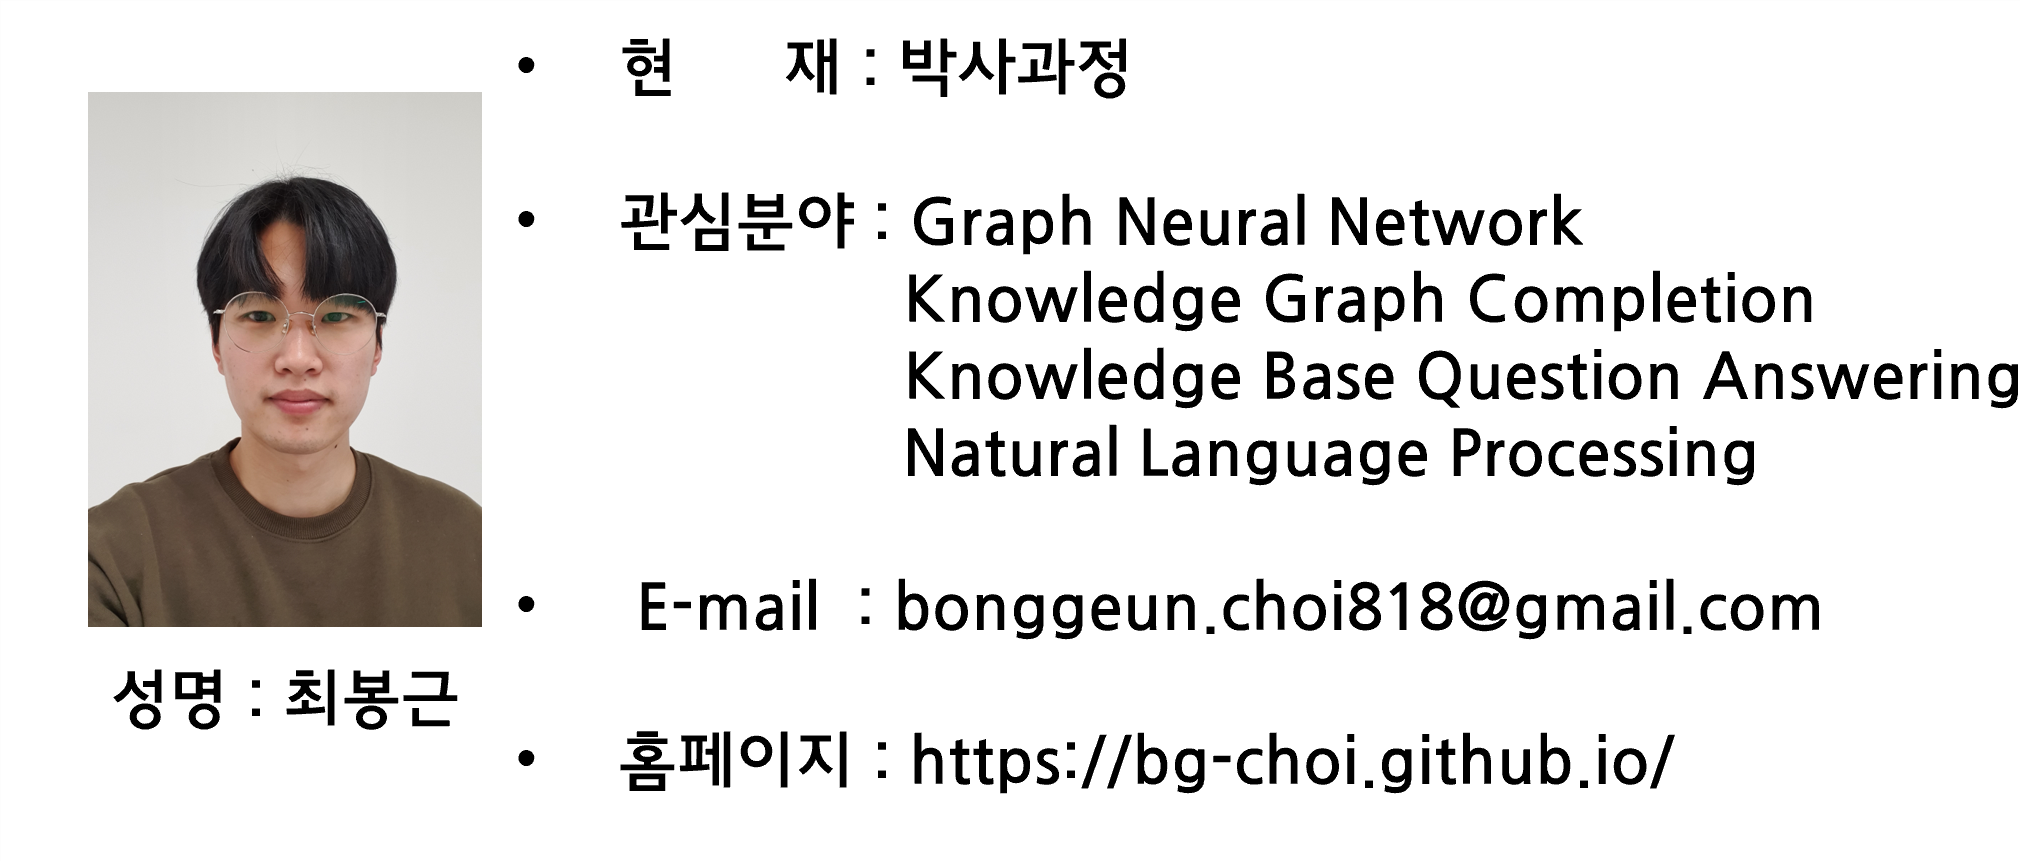 현 재 : 박사과정
관심분야 : Graph Neural Network
Knowledge Graph Completion
Knowledge Base Question Answering
Natural Language Processing
E-mail : bonggeun.choi818@gmail.com
성명 : 최봉근
홈페이지 : https://bg-choi.github.io/